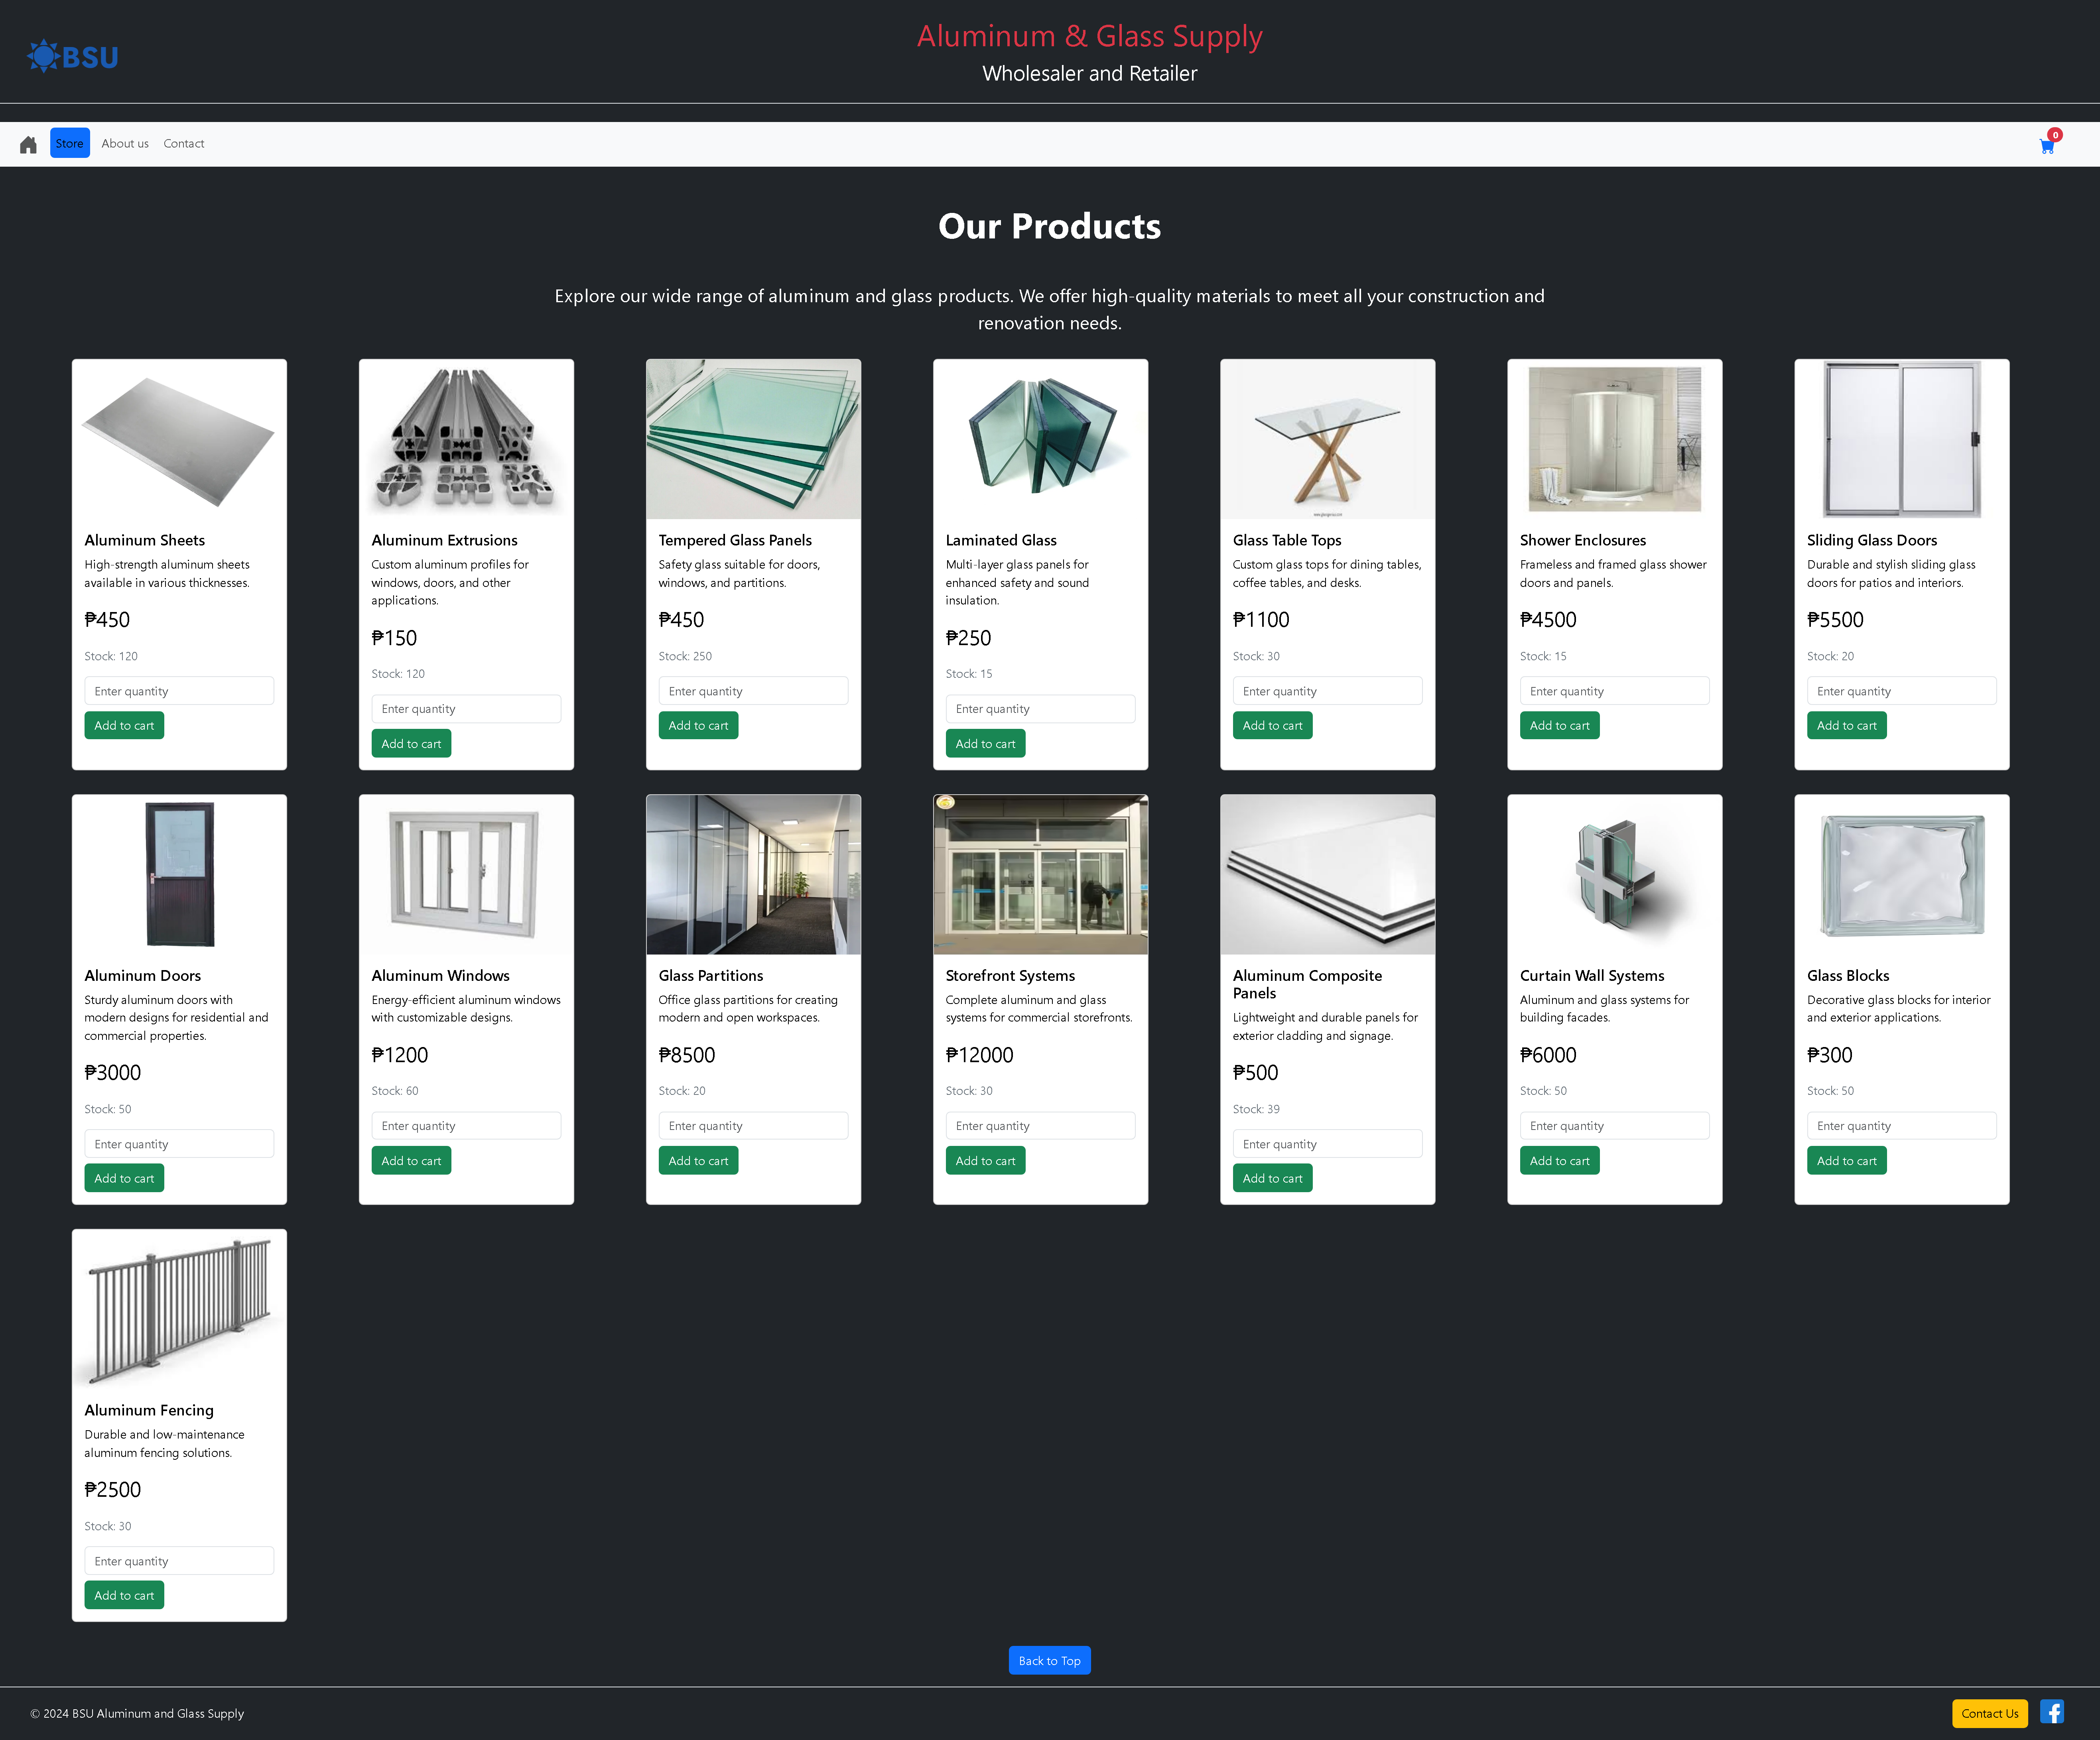 BSU
Aluminum & Glass Supply
Wholesaler and Retailer
Store
About us
Contact
0
Our Products
Explore our wide range of aluminum and glass products. We offer high-quality materials to meet all your construction and
renovation needs.
Aluminum Sheets
High-strength aluminum sheets
available in various thicknesses.
₱450
Stock: 120
Enter quantity
Add to cart
Aluminum Extrusions
Custom aluminum profiles for
windows, doors, and other
applications.
₱150
Stock: 120
Enter quantity
Add to cart
Tempered Glass Panels
Safety glass suitable for doors,
windows, and partitions.
₱450
Stock: 250
Enter quantity
Add to cart
Laminated Glass
Multi-layer glass panels for
enhanced safety and sound
insulation.
₱250
Stock: 15
Enter quantity
Add to cart
Glass Table Tops
Custom glass tops for dining tables,
coffee tables, and desks.
₱1100
Stock: 30
Enter quantity
Add to cart
Shower Enclosures
Frameless and framed glass shower
doors and panels.
₱4500
Stock: 15
Enter quantity
Add to cart
Sliding Glass Doors
Durable and stylish sliding glass
doors for patios and interiors.
₱5500
Stock: 20
Enter quantity
Add to cart
Aluminum Doors
Sturdy aluminum doors with
modern designs for residential and
commercial properties.
₱3000
Stock: 50
Enter quantity
Add to cart
Aluminum Windows
Energy-efficient aluminum windows
with customizable designs.
₱1200
Stock: 60
Enter quantity
Add to cart
Glass Partitions
Office glass partitions for creating
modern and open workspaces.
₱8500
Stock: 20
Enter quantity
Add to cart
Storefront Systems
Complete aluminum and glass
systems for commercial storefronts.
₱12000
Stock: 30
Enter quantity
Add to cart
Aluminum Composite
Panels
Lightweight and durable panels for
exterior cladding and signage.
₱500
Stock: 39
Enter quantity
Add to cart
Curtain Wall Systems
Aluminum and glass systems for
building facades.
₱6000
Stock: 50
Enter quantity
Add to cart
Glass Blocks
Decorative glass blocks for interior
and exterior applications.
₱300
Stock: 50
Enter quantity
Add to cart
Aluminum Fencing
Durable and low-maintenance
aluminum fencing solutions.
₱2500
Stock: 30
Enter quantity
Add to cart
Back to Top
© 2024 BSU Aluminum and Glass Supply
Contact Us